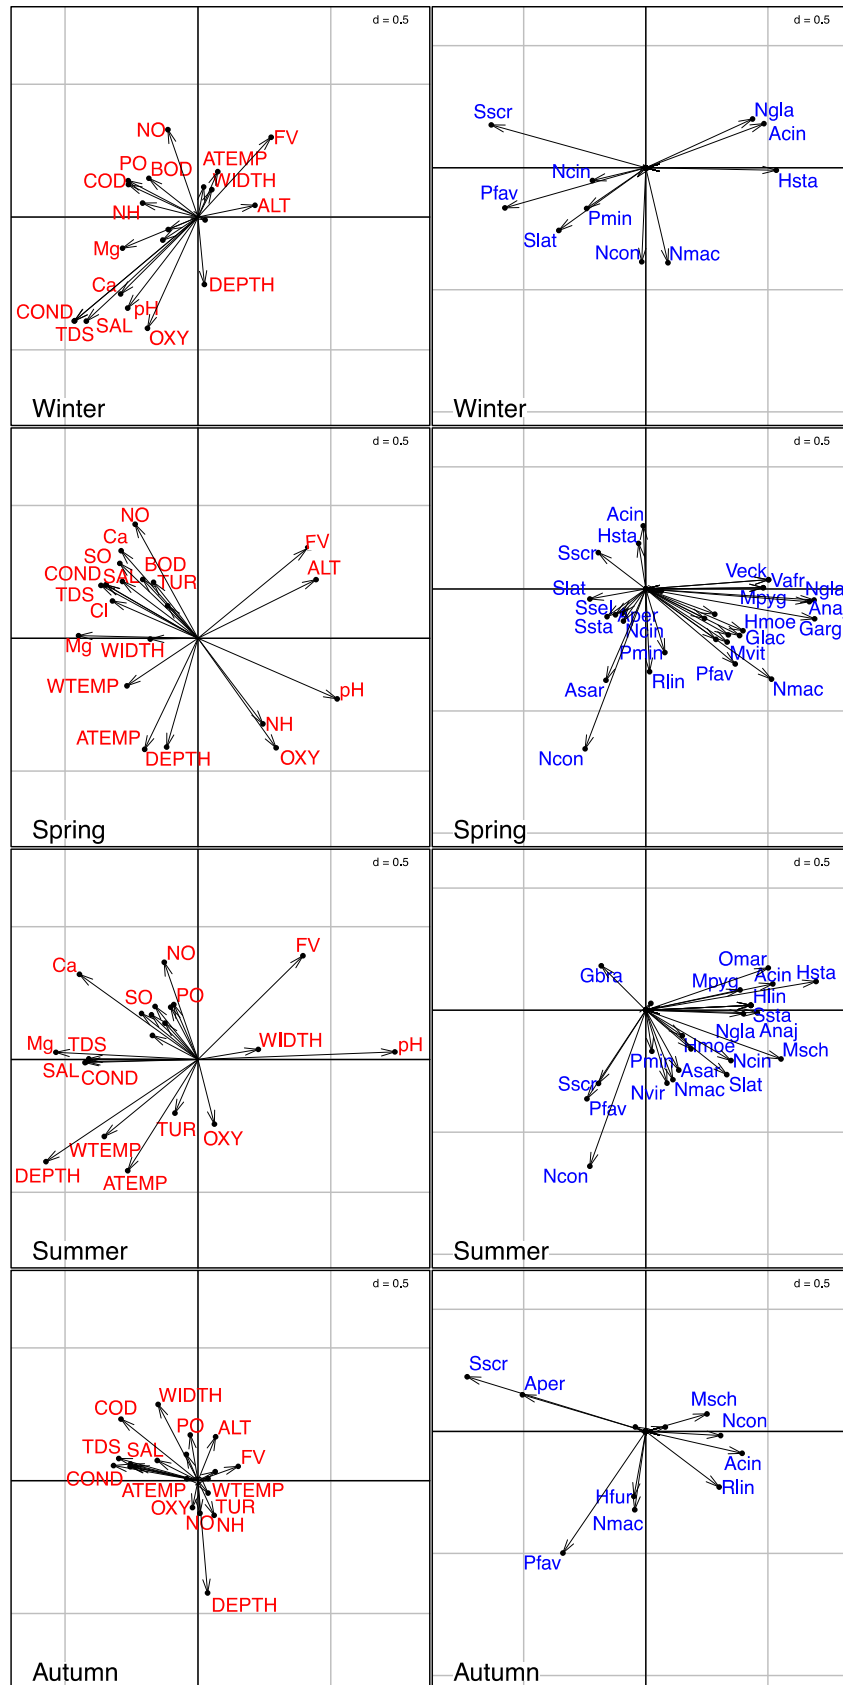 d = 0.5
NO
FV
PO
BOD
ATEMP
COD
WIDTH
NH
ALT
Mg
Ca
DEPTH
COND
pH
TDS
SAL
OXY
Winter
d = 0.5
Sscr
Ngla
Acin
Ncin
Hsta
Pfav
Pmin
Slat
Ncon
Nmac
Winter
d = 0.5
NO
Ca
FV
SO
BOD
ALT
COND
SAL
TUR
TDS
Cl
Mg
WIDTH
WTEMP
pH
NH
ATEMP
DEPTH
OXY
Spring
d = 0.5
Acin
Hsta
Sscr
Veck
Vafr
Slat
Mpyg
Ngla
Ssel
Aper
Anaj
Ssta
Ncin
Hmoe
Garg
Glac
Pmin
Mvit
Rlin
Pfav
Asar
Nmac
Ncon
Spring
d = 0.5
NO
FV
Ca
SO
PO
WIDTH
Mg
TDS
pH
SAL
COND
TUR
OXY
WTEMP
DEPTH
ATEMP
Summer
d = 0.5
Omar
Gbra
Mpyg
Acin
Hsta
Hlin
Ssta
Ngla
Anaj
Hmoe
Msch
Pmin
Ncin
Asar
Sscr
Nvir
Nmac
Slat
Pfav
Ncon
Summer
d = 0.5
WIDTH
COD
PO
ALT
TDS
SAL
FV
COND
ATEMP
WTEMP
OXY
TUR
NO
NH
DEPTH
Autumn
d = 0.5
Sscr
Aper
Msch
Ncon
Acin
Rlin
Hfur
Nmac
Pfav
Autumn